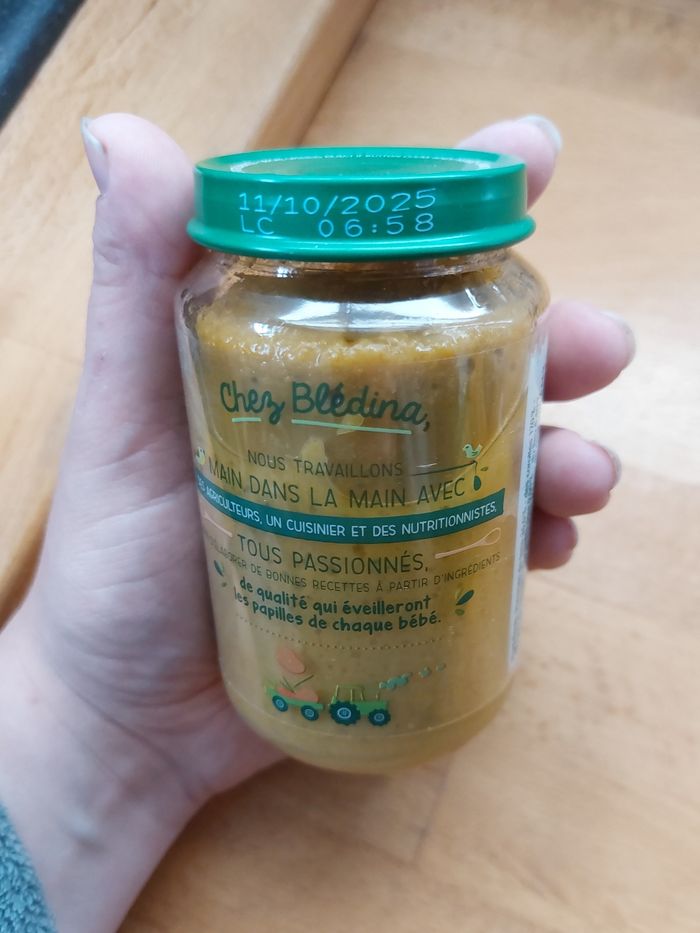 11/10/2025
LC 06:58
Chez Blédina,
NOUS TRAVAILLONS
MAIN DANS LA MAIN AVEC
DES AGRICULTEURS, UN CUISINIER ET DES NUTRITIONNISTES,
TOUS PASSIONNÉS,
DE BONNES RECETTES À PARTIR D'INGRÉDIENTS
de qualité qui éveilleront
les papilles de chaque bébé.